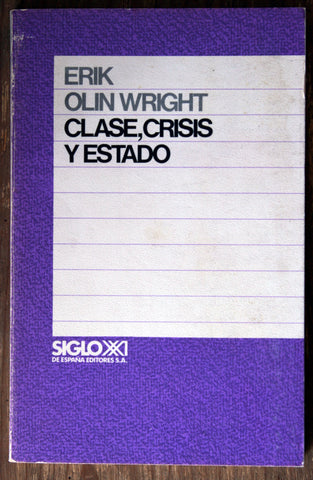 ERIK
OLIN WRIGHT
CLASE, CRISIS
Y ESTADO
SIGLO XXI
DE ESPAÑA EDITORES S.A.